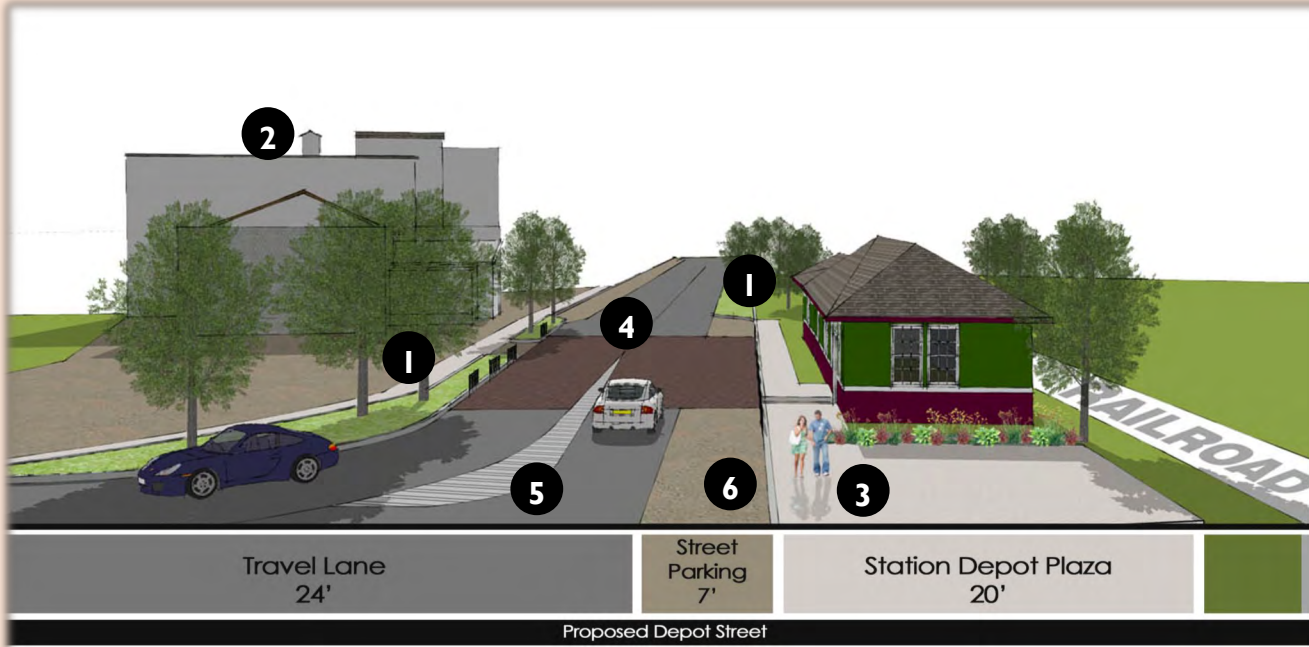 2
1
4
1
RAILROAD
5
6
3
Travel Lane
24'
Street
Parking
7'
Station Depot Plaza
20'
Proposed Depot Street